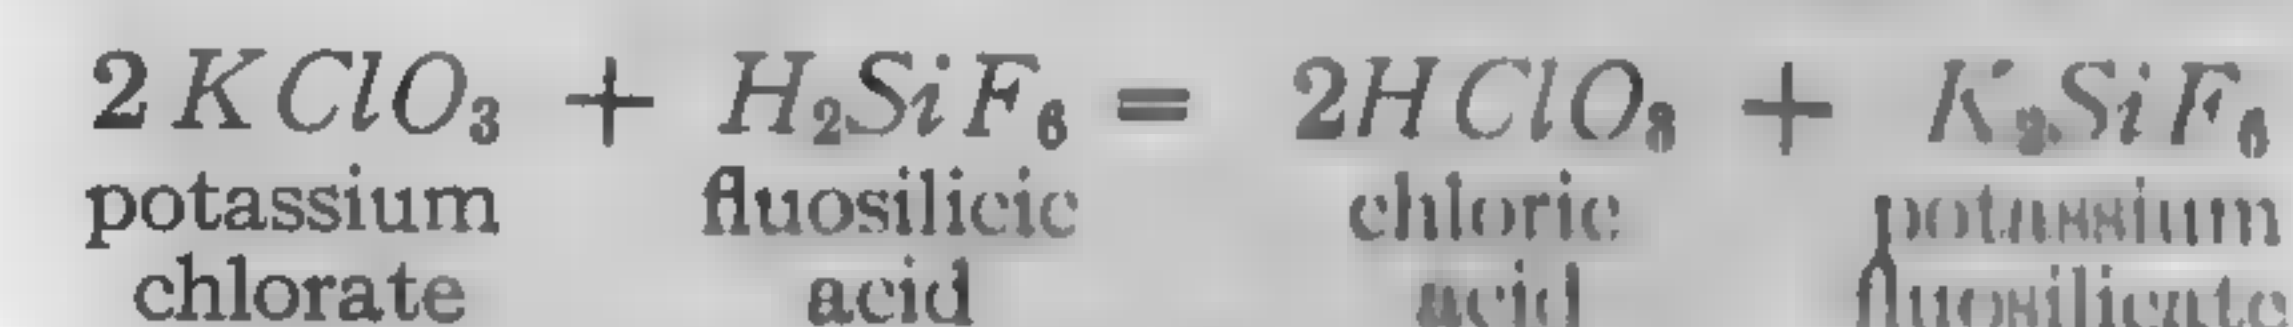 2KClO₃ + H₂SiF₆ = 2HClO₃ + K₂SiF₆
potassium fluosilicic chloric potassium
chlorate acid acid fluosilicate